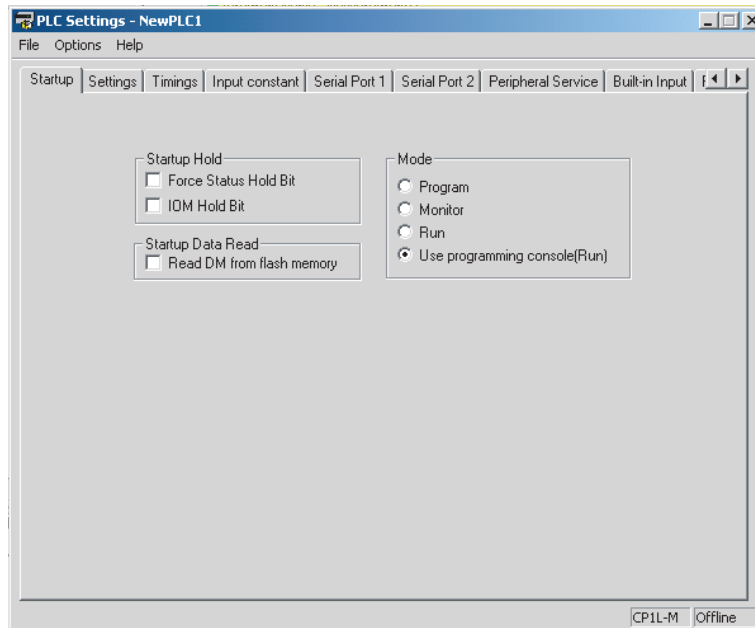 PLC Settings - NewPLC1
File Options Help
Startup Settings Timings Input constant Serial Port 1 Serial Port 2 Peripheral Service Built-in Input
Startup Hold
Force Status Hold Bit
IOM Hold Bit
Startup Data Read
Read DM from flash memory
Mode
Program
Monitor
Run
Use programming console(Run)
CP1L-M Offline